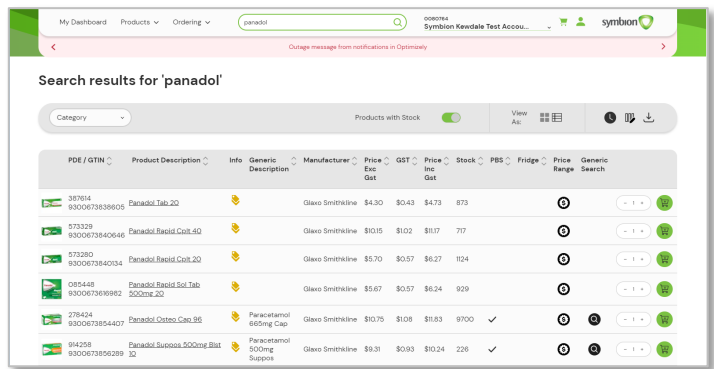 My Dashboard Products Ordering panadol 0080764
Symbion Kewdale Test Accou... symbion
Outage message from notifications in Optimizely
Search results for 'panadol'
Category Products with Stock View As:
PDE / GTIN Product Description Info Generic Description Manufacturer Price Exc Gst GST Price Inc Gst Stock PBS Fridge Price Range Generic Search
387614
9300673838605 Panadol Tab 20 Glaxo Smithkline $4.30 $0.43 $4.73 873 - 1 +
573329
9300673840646 Panadol Rapid Cplt 40 Glaxo Smithkline $10.15 $1.02 $11.17 717 - 1 +
573280
9300673840134 Panadol Rapid Cplt 20 Glaxo Smithkline $5.70 $0.57 $6.27 1124 - 1 +
085448
9300673616982 Panadol Rapid Sol Tab 500mg 20 Glaxo Smithkline $5.67 $0.57 $6.24 929 - 1 +
278424
9300673854407 Panadol Osteo Cap 96 Paracetamol 665mg Cap Glaxo Smithkline $10.75 $1.08 $11.83 9700 - 1 +
914258
9300673856289 Panadol Suppos 500mg Blst 10 Paracetamol 500mg Suppos Glaxo Smithkline $9.31 $0.93 $10.24 226 - 1 +